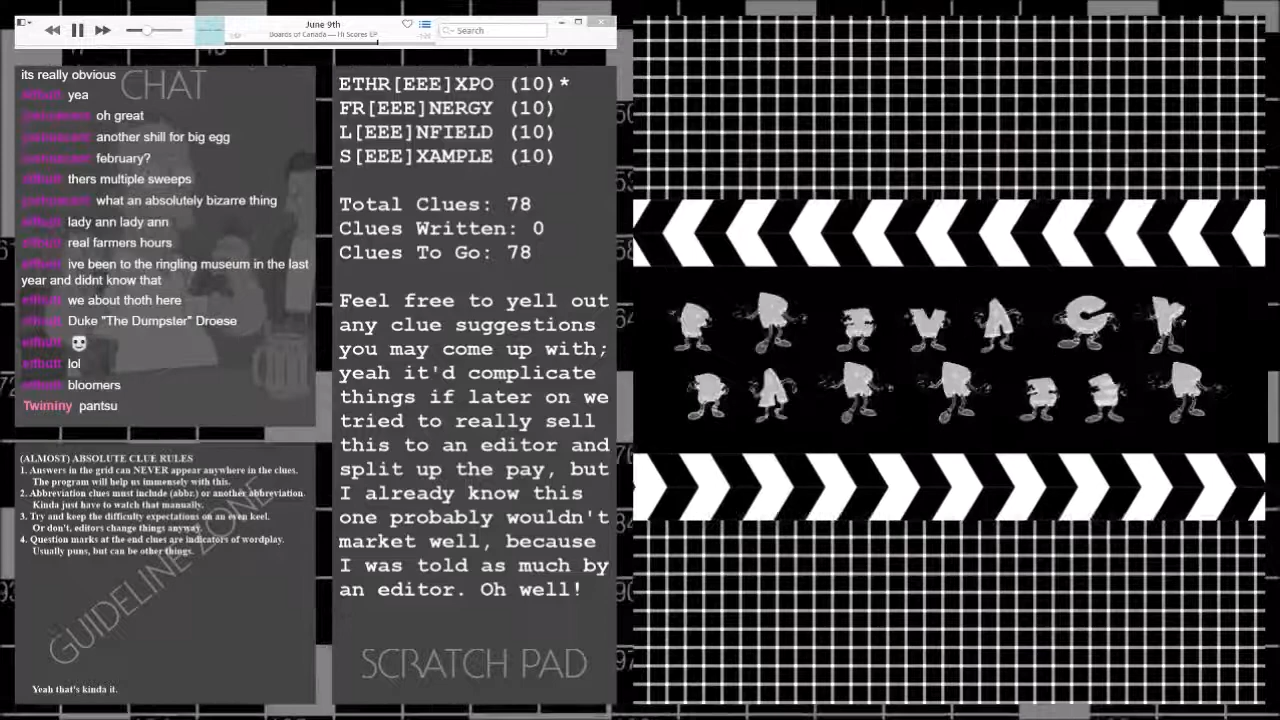 June 9th
Boards of Canada — Hi Scores EP
Search
CHAT
its really obvious
yea
oh great
another shill for big egg
february?
thers multiple sweeps
what an absolutely bizarre thing
lady ann lady ann
real farmers hours
ive been to the ringling museum in the last
year and didnt know that
we about thoth here
Duke "The Dumpster" Droese
lol
bloomers
Twiminy pantsu
(ALMOST) ABSOLUTE CLUE RULES
1. Answers in the grid can NEVER appear anywhere in the clues.
The program will help us immensely with this.
2. Abbreviation clues must include (abbr.) or another abbreviation.
Kinda just have to watch that manually.
3. Try and keep the difficulty expectations on an even keel.
Or don't, editors change things anyway.
4. Question marks at the end clues are indicators of wordplay.
Usually puns, but can be other things.
GUIDELINE ZONE
Yeah that's kinda it.
ETHR[EEE]XPO (10)*
FR[EEE]NERGY (10)
L[EEE]NFIELD (10)
S[EEE]XAMPLE (10)
Total Clues: 78
Clues Written: 0
Clues To Go: 78
Feel free to yell out
any clue suggestions
you may come up with;
yeah it'd complicate
things if later on we
tried to really sell
this to an editor and
split up the pay, but
I already know this
one probably wouldn't
market well, because
I was told as much by
an editor. Oh well!
SCRATCH PAD
PRIVACY